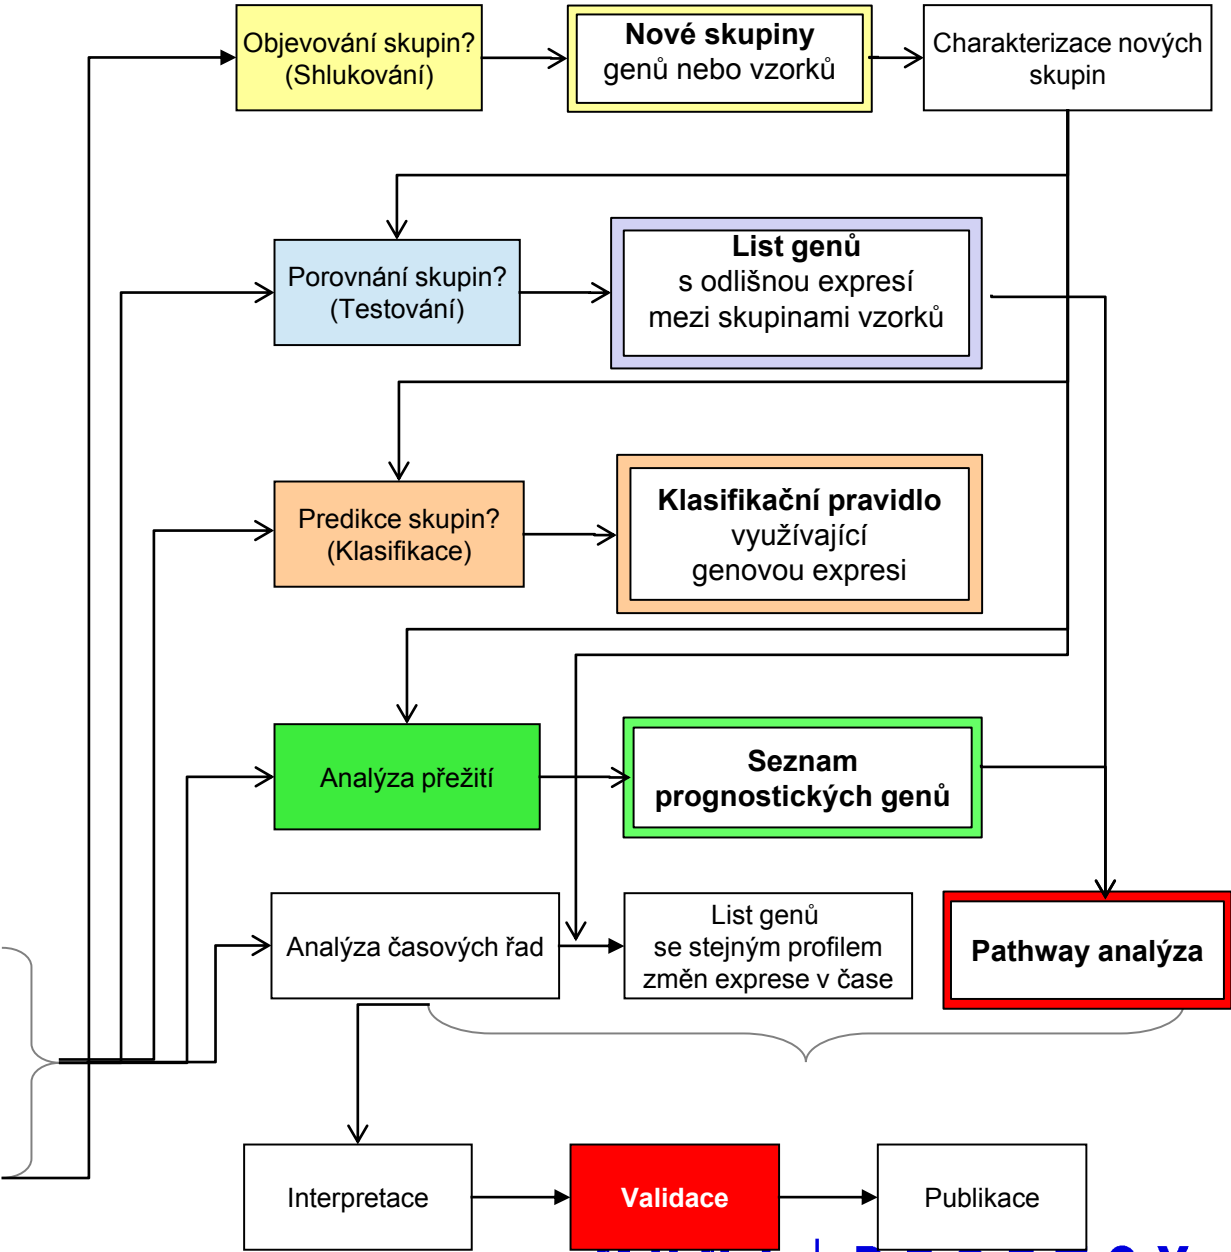 Objevování skupin?
(Shlukování)
Nové skupiny
genů nebo vzorků
Charakterizace nových
skupin
Porovnání skupin?
(Testování)
List genů
s odlišnou expresí
mezi skupinami vzorků
Predikce skupin?
(Klasifikace)
Klasifikační pravidlo
využívající
genovou expresi
Analýza přežití
Seznam
prognostických genů
Analýza časových řad
List genů
se stejným profilem
změn exprese v čase
Pathway analýza
Interpretace
Validace
Publikace